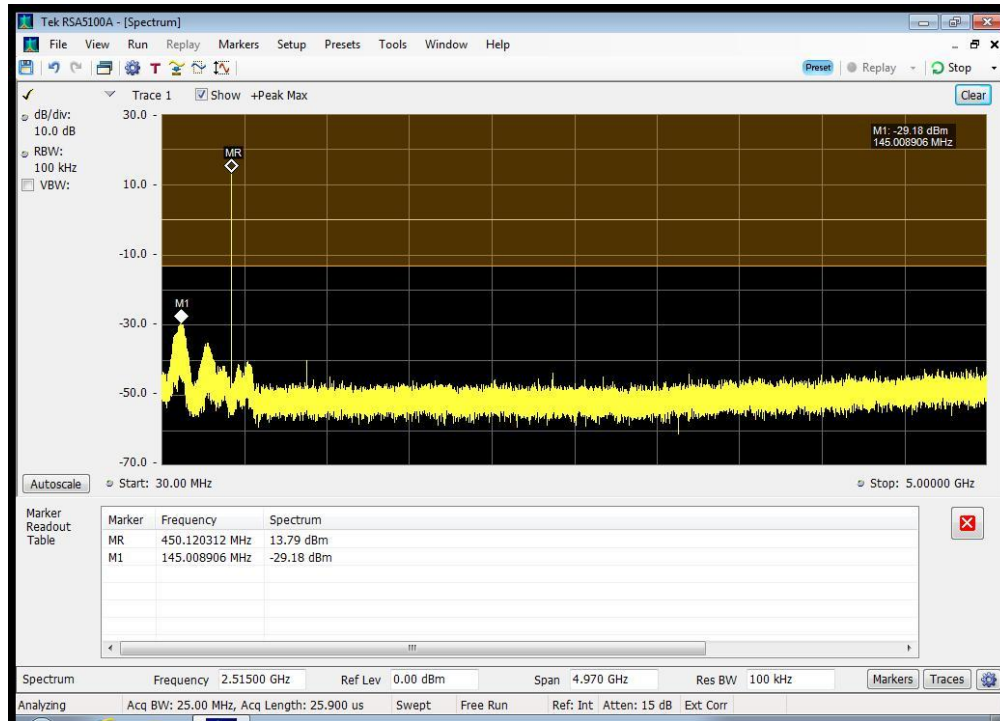 Tek RSA5100A - [Spectrum]
File View Run Replay Markers Setup Presets Tools Window Help
T Preset Replay Stop
Trace 1 Show +Peak Max Clear
dB/div:
10.0 dB
RBW:
100 kHz
VBW:
30.0
10.0
-10.0
-30.0
-50.0
-70.0
MR
M1
M1: -29.18 dBm
145.008906 MHz
Autoscale Start: 30.00 MHz Stop: 5.00000 GHz
Marker
Readout
Table
Marker Frequency Spectrum
MR 450.120312 MHz 13.79 dBm
M1 145.008906 MHz -29.18 dBm
Spectrum Frequency 2.51500 GHz Ref Lev 0.00 dBm Span 4.970 GHz Res BW 100 kHz Markers Traces
Analyzing Acq BW: 25.00 MHz, Acq Length: 25.900 us Swept Free Run Ref: Int Atten: 15 dB Ext Corr